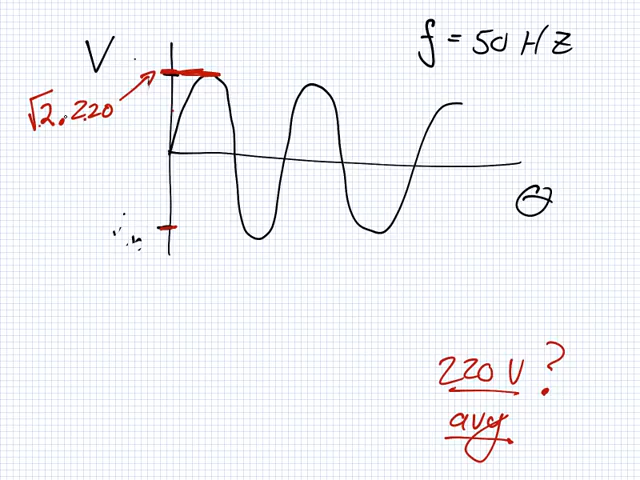 V
f = 50 HZ
√2 . 220
θ
220 V ?
avg